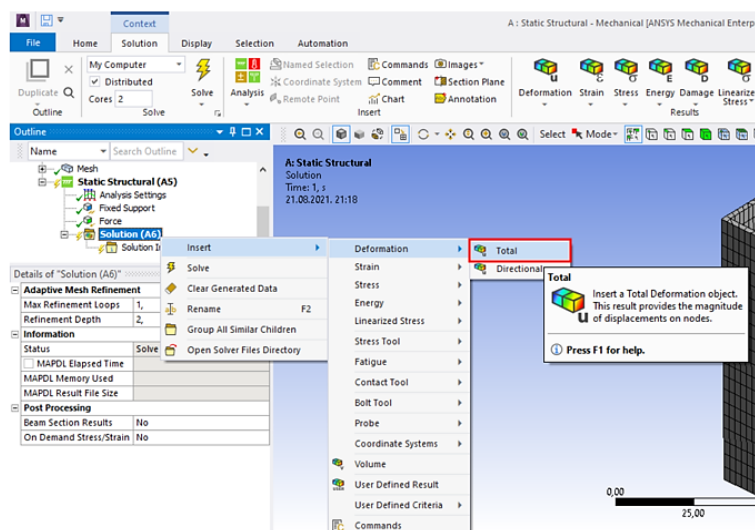 Context
A : Static Structural - Mechanical [ANSYS Mechanical Enterp
File Home Solution Display Selection Automation
My Computer
Distributed
Cores 2
Duplicate
Outline
Solve
Solve
Analysis
Named Selection
Coordinate System
Remote Point
Commands
Comment
Chart
Images
Section Plane
Annotation
Insert
Deformation Strain Stress Energy Damage Linearize
Stress
Results
Outline
Name Search Outline
Select Mode
Mesh
Static Structural (A5)
Analysis Settings
Fixed Support
Force
Solution (A6)
Solution I
A: Static Structural
Solution
Time: 1, s
21.08.2021. 21:18
Insert
Solve
Clear Generated Data
Rename F2
Group All Similar Children
Open Solver Files Directory
Deformation
Strain
Stress
Energy
Linearized Stress
Stress Tool
Fatigue
Contact Tool
Bolt Tool
Probe
Coordinate Systems
Volume
User Defined Result
User Defined Criteria
Commands
Total
Directional
Total
Insert a Total Deformation object.
This result provides the magnitude
of displacements on nodes.
Press F1 for help.
Details of "Solution (A6)"
Adaptive Mesh Refinement
Max Refinement Loops 1,
Refinement Depth 2,
Information
Status Solve
MAPDL Elapsed Time
MAPDL Memory Used
MAPDL Result File Size
Post Processing
Beam Section Results No
On Demand Stress/Strain No
0,00
25,00